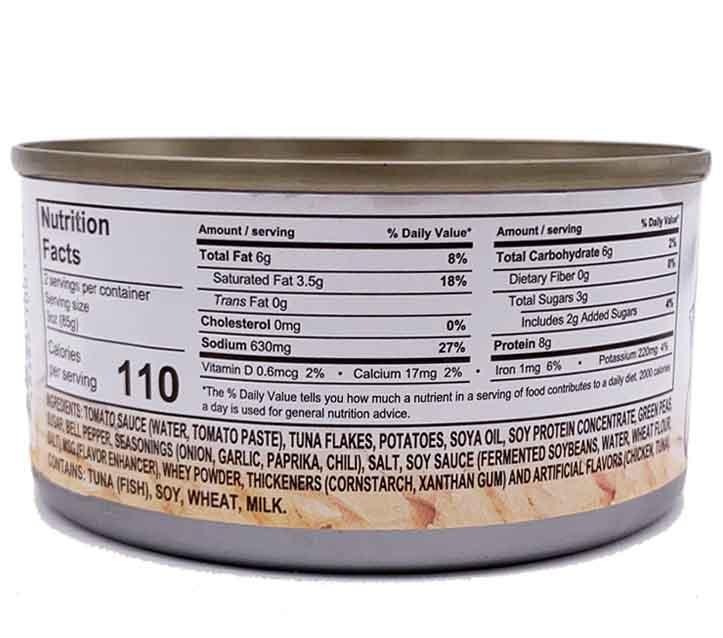 Nutrition
Facts
2 servings per container
Serving size
3oz (85g)
Calories
per serving 110
Amount / serving % Daily Value*
Total Fat 6g 8%
Saturated Fat 3.5g 18%
Trans Fat 0g
Cholesterol 0mg 0%
Sodium 630mg 27%
Amount / serving % Daily Value*
Total Carbohydrate 6g 2%
Dietary Fiber 0g 0%
Total Sugars 3g
Includes 2g Added Sugars 4%
Protein 8g
Vitamin D 0.6mcg 2% • Calcium 17mg 2% • Iron 1mg 6% • Potassium 220mg 4%
*The % Daily Value tells you how much a nutrient in a serving of food contributes to a daily diet. 2000 calories
a day is used for general nutrition advice.
INGREDIENTS: TOMATO SAUCE (WATER, TOMATO PASTE), TUNA FLAKES, POTATOES, SOYA OIL, SOY PROTEIN CONCENTRATE, GREEN PEAS,
SUGAR, BELL PEPPER, SEASONINGS (ONION, GARLIC, PAPRIKA, CHILI), SALT, SOY SAUCE (FERMENTED SOYBEANS, WATER, WHEAT FLOUR,
SALT), MSG (FLAVOR ENHANCER), WHEY POWDER, THICKENERS (CORNSTARCH, XANTHAN GUM) AND ARTIFICIAL FLAVORS (CHICKEN, TUNA)
CONTAINS: TUNA (FISH), SOY, WHEAT, MILK.